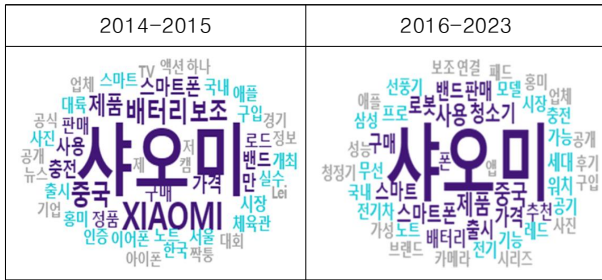 2014-2015
TV 액션 하나
업체 스마트 스마트폰 국내 애플
대륙 제품 배터리 보조 구입
공식 판매 경기
사진 사용 저 로드 정보
공개 충전 샤오미 제 캠 밴드 개최
뉴스 출시 중국 구매 가격 만 실수 Lei
기업 홍미 정품 XIAOMI 시장
인증 이어폰 노트 서울 대회 체육관
아이폰 한국 짝퉁
2016-2023
보조 연결 패드
선풍기 밴드 판매 모델 홍미
애플 로봇 사용 청소기 시장 업체
삼성 프로 충전
성능 구매 폰 가능 공개
청정기 무선 샤오미 앱 세대 후기
국내 스마트 중국 위치 구입
전기차 스마트폰 제품 가격 추천 공기
가성 노트 배터리 출시 기능 레드 사진
브랜드 카메라 전기 시리즈